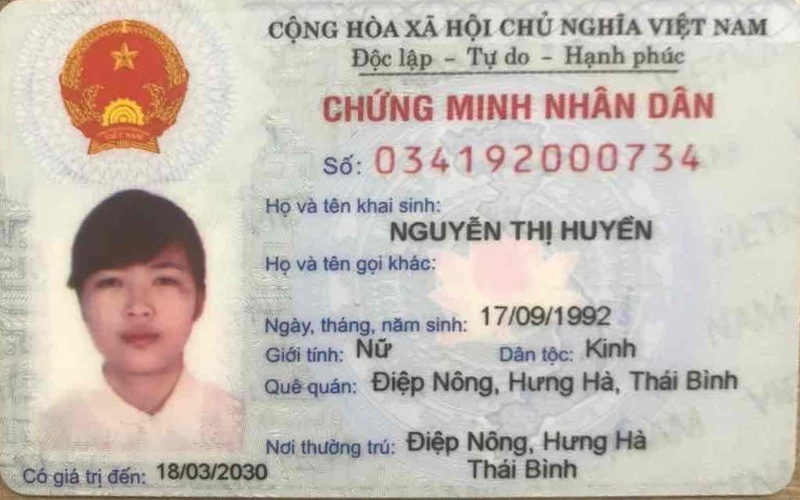 CỘNG HÒA XÃ HỘI CHỦ NGHĨA VIỆT NAM
Độc lập - Tự do - Hạnh phúc
CHỨNG MINH NHÂN DÂN
Số: 034192000734
VIỆT NAM
Họ và tên khai sinh:
NGUYỄN THỊ HUYỀN
Họ và tên gọi khác:
Ngày, tháng, năm sinh: 17/09/1992
Giới tính: Nữ Dân tộc: Kinh
Quê quán: Điệp Nông, Hưng Hà, Thái Bình
Nơi thường trú: Điệp Nông, Hưng Hà
Thái Bình
Có giá trị đến: 18/03/2030